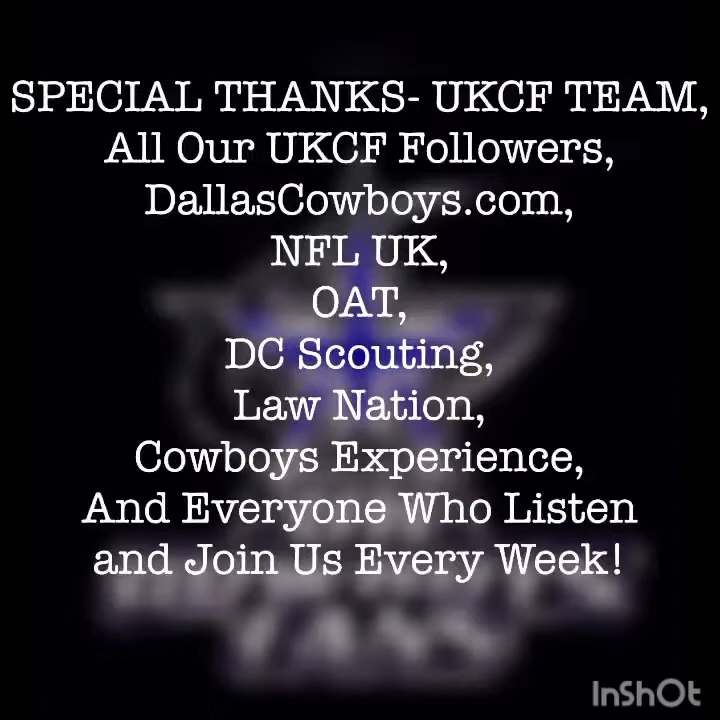 SPECIAL THANKS- UKCF TEAM,
All Our UKCF Followers,
DallasCowboys.com,
NFL UK,
OAT,
DC Scouting,
Law Nation,
Cowboys Experience,
And Everyone Who Listen
and Join Us Every Week!
FANS
InShOt